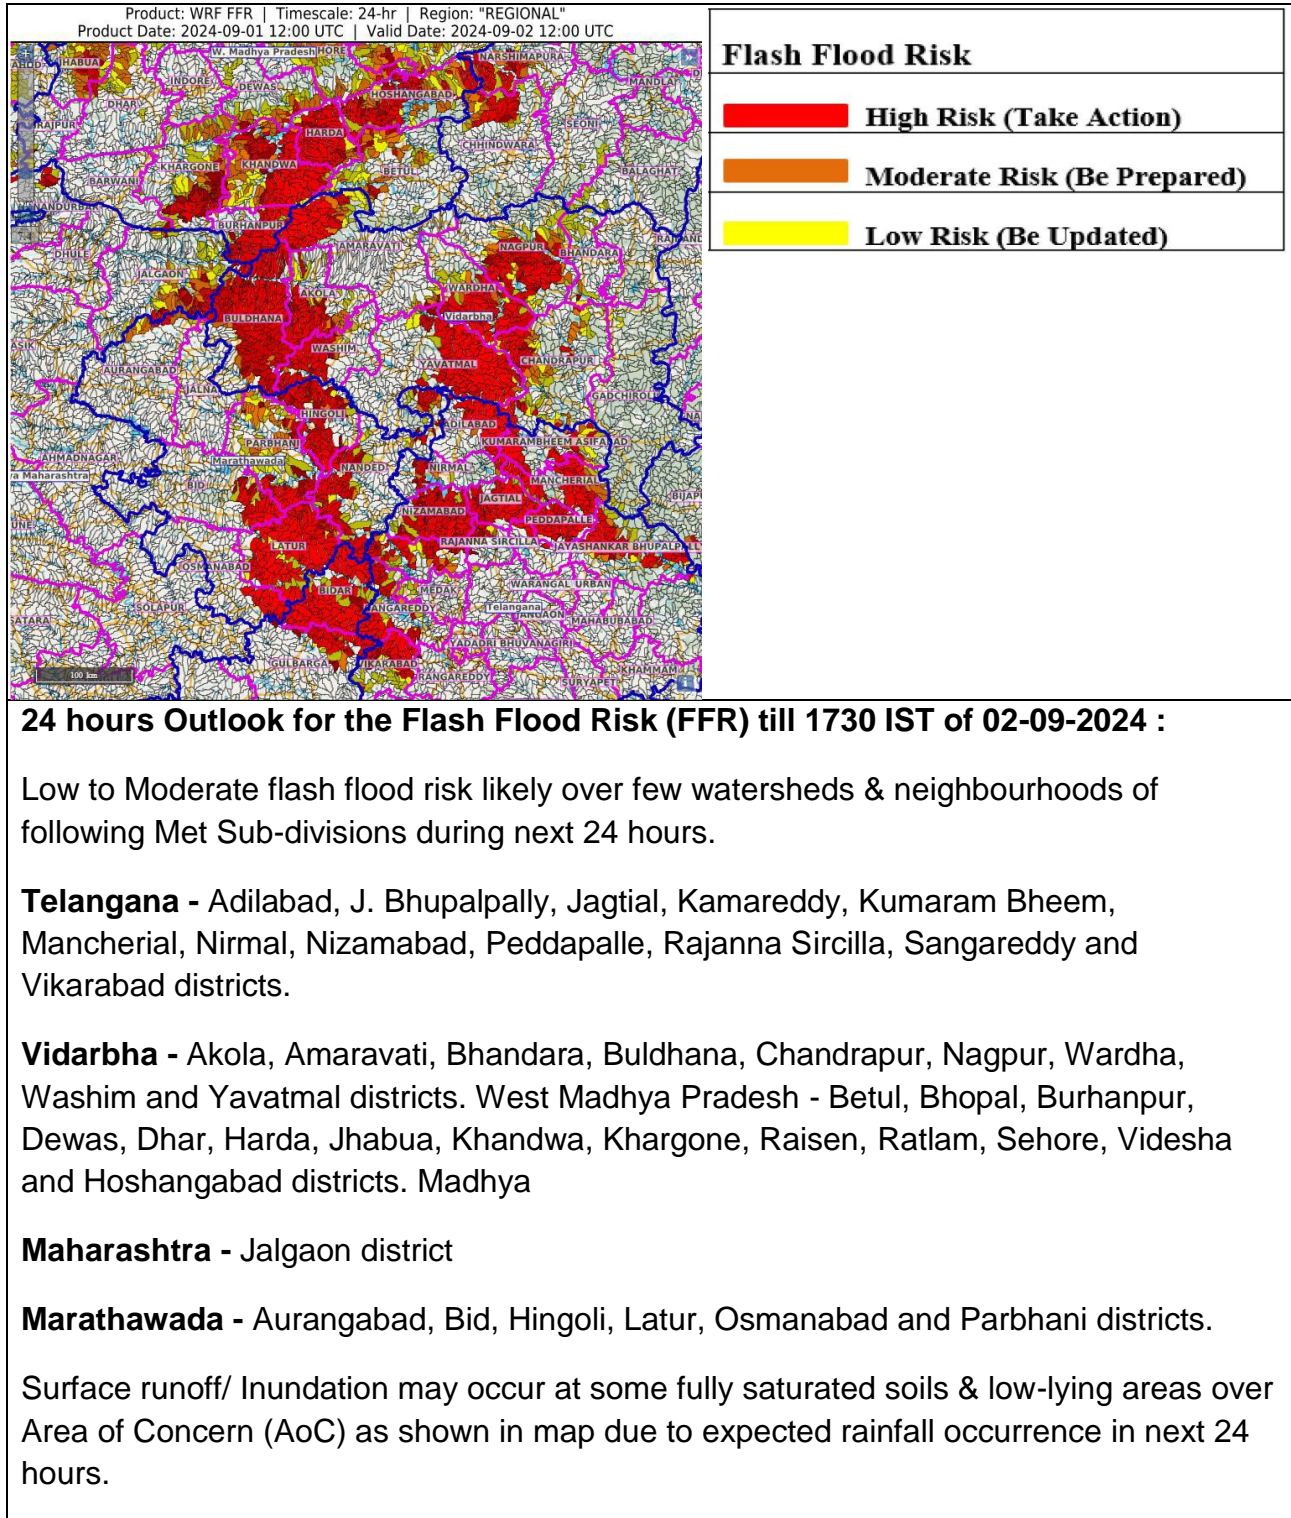 Product: WRF FFR | Timescale: 24-hr | Region: "REGIONAL"
Product Date: 2024-09-01 12:00 UTC | Valid Date: 2024-09-02 12:00 UTC
W. Madhya Pradesh
HORE
NARSHIMAPURA
HABUA
INDORE
DEWAS
HOSHANGABAD
MANDLA
DHAR
RAJPUR
HARDA
SEONI
CHHINDWARA
KHARGONE
KHANDWA
BETUL
BALAGHAT
BARWANI
NANDURBAR
BURHANPUR
AMARAVATI
NAGPUR
BHANDARA
DHULE
JALGAON
AKOLA
WARDHA
BULDHANA
Vidarbha
WASHIM
YAVATMAL
CHANDRAPUR
AURANGABAD
JALNA
GADCHIROLI
HINGOLI
ADILABAD
PARBHANI
KUMARAMBHEEM ASIFABAD
AHMADNAGAR
Marathawada
NANDED
NIRMAL
a Maharashtra
MANCHERIAL
BID
JAGTIAL
BIJAPU
NIZAMABAD
PEDDAPALLE
UNE
RAJANNA SIRCILLA
LATUR
JAYASHANKAR BHUPALPALLY
OSMANABAD
BIDAR
MEDAK
WARANGAL URBAN
SOLAPUR
SANGAREDDY
Telangana
JANGAON
SATARA
MAHABUBABAD
YADADRI BHUVANAGIRI
GULBARGA
IKARABAD
RANGAREDDY
KHAMMAM
SURYAPET
100 km
Flash Flood Risk
High Risk (Take Action)
Moderate Risk (Be Prepared)
Low Risk (Be Updated)
24 hours Outlook for the Flash Flood Risk (FFR) till 1730 IST of 02-09-2024 :
Low to Moderate flash flood risk likely over few watersheds & neighbourhoods of
following Met Sub-divisions during next 24 hours.
Telangana - Adilabad, J. Bhupalpally, Jagtial, Kamareddy, Kumaram Bheem,
Mancherial, Nirmal, Nizamabad, Peddapalle, Rajanna Sircilla, Sangareddy and
Vikarabad districts.
Vidarbha - Akola, Amaravati, Bhandara, Buldhana, Chandrapur, Nagpur, Wardha,
Washim and Yavatmal districts. West Madhya Pradesh - Betul, Bhopal, Burhanpur,
Dewas, Dhar, Harda, Jhabua, Khandwa, Khargone, Raisen, Ratlam, Sehore, Videsha
and Hoshangabad districts. Madhya
Maharashtra - Jalgaon district
Marathawada - Aurangabad, Bid, Hingoli, Latur, Osmanabad and Parbhani districts.
Surface runoff/ Inundation may occur at some fully saturated soils & low-lying areas over
Area of Concern (AoC) as shown in map due to expected rainfall occurrence in next 24
hours.